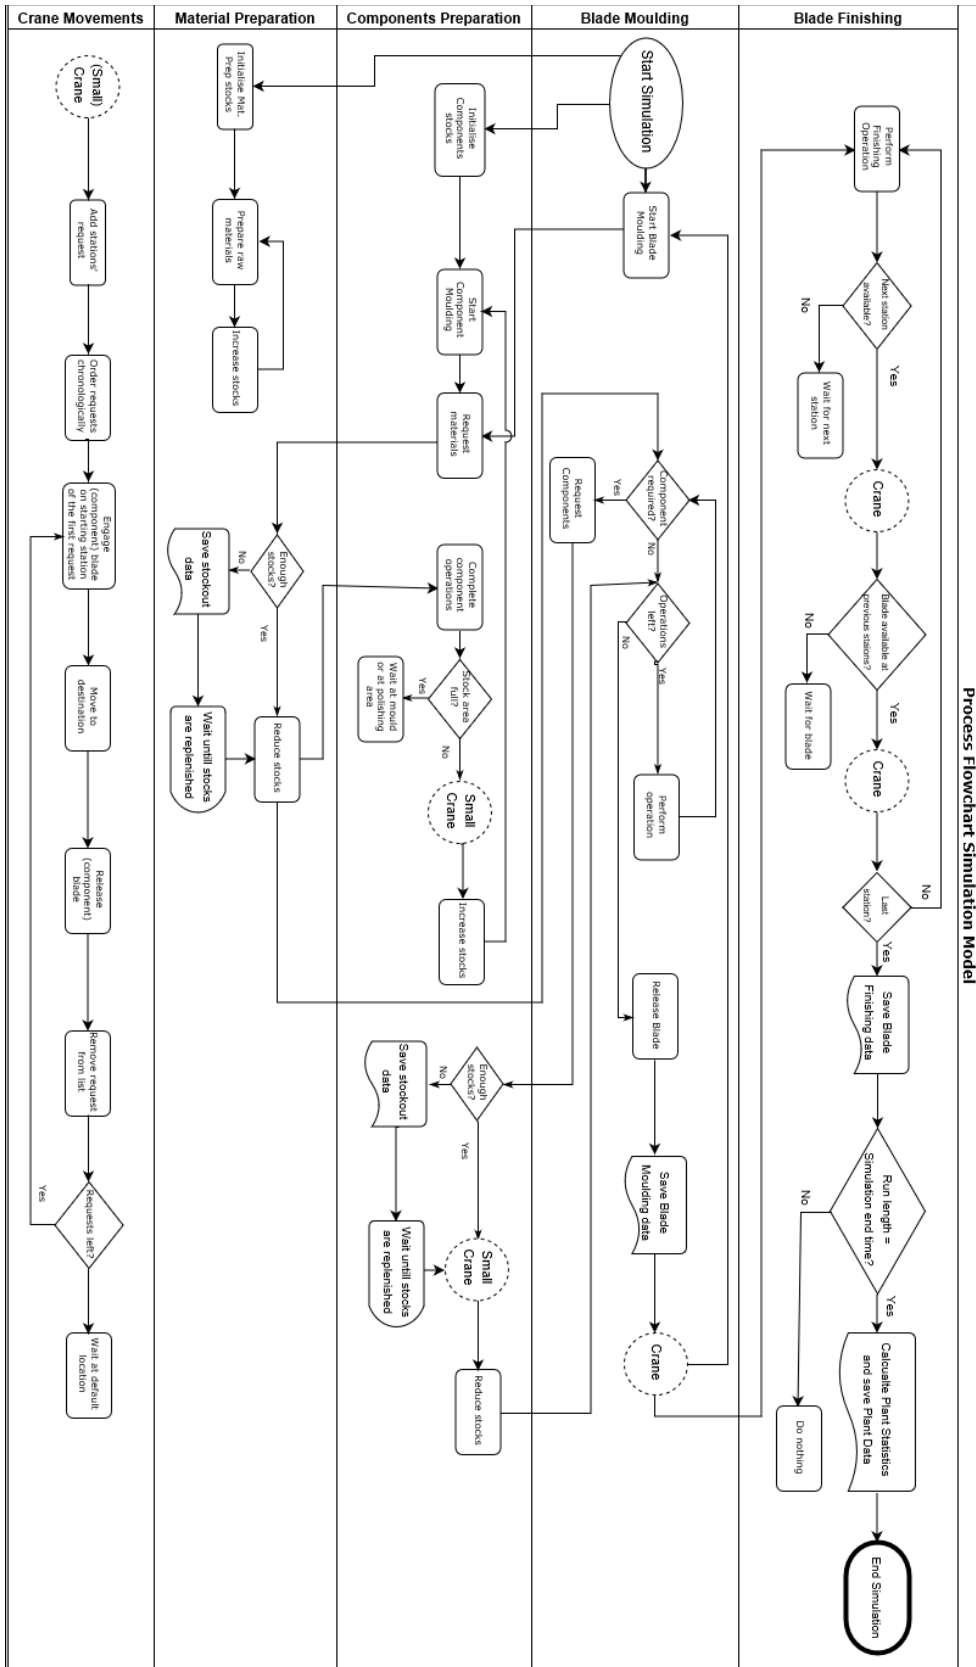 Process Flowchart Simulation Model
Crane Movements
Material Preparation
Components Preparation
Blade Moulding
Blade Finishing
(Small)
Crane
Add stations'
request
Order requests
chronologically
Engage
(component) blade
on starting station
of the first request
Move to
destination
Release
(component)
blade
Remove request
from list
Requests left?
Yes
Wait at default
location
Initialise Mat.
Prep stocks
Prepare raw
materials
Increase stocks
Enough
stocks?
No
Yes
Save stockout
data
Wait untill stocks
are replenished
Reduce stocks
Initialise
Components
stocks
Start
Component
Moulding
Request
materials
Complete
component
operations
Stock area
full?
Yes
No
Wait at mould
or at polishing
area
Small
Crane
Increase stocks
Enough
stocks?
No
Yes
Save stockout
data
Wait untill stocks
are replenished
Small
Crane
Reduce stocks
Start Simulation
Start Blade
Moulding
Component
required?
Yes
No
Request
Components
Operations
left?
No
Yes
Perform
operation
Release Blade
Save Blade
Moulding data
Crane
Perform
Finishing
Operation
Next station
available?
No
Yes
Wait for next
station
Crane
Blade available at
previous staions?
No
Yes
Wait for blade
Crane
Last
station?
No
Yes
Save Blade
Finishing data
Run length =
Simulation end time?
No
Yes
Do nothing
Calcualte Plant Statistics
and save Plant Data
End Simulation